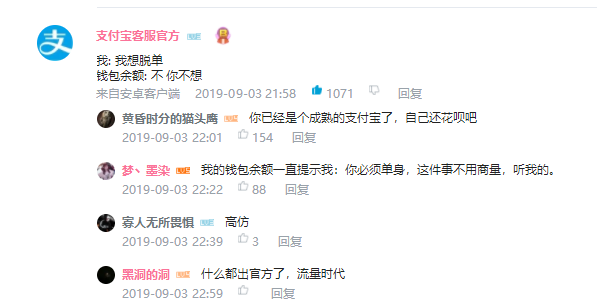 支
支付宝客服官方
我: 我想脱单
钱包余额: 不 你不想
来自安卓客户端 2019-09-03 21:58 1071 回复
黄昏时分的猫头鹰 你已经是个成熟的支付宝了，自己还花呗吧
2019-09-03 22:01 154 回复
梦丶墨染 我的钱包余额一直提示我：你必须单身，这件事不用商量，听我的。
2019-09-03 22:22 88 回复
寡人无所畏惧 高仿
2019-09-03 22:39 3 回复
黑洞的洞 什么都出官方了，流量时代
2019-09-03 22:59 回复